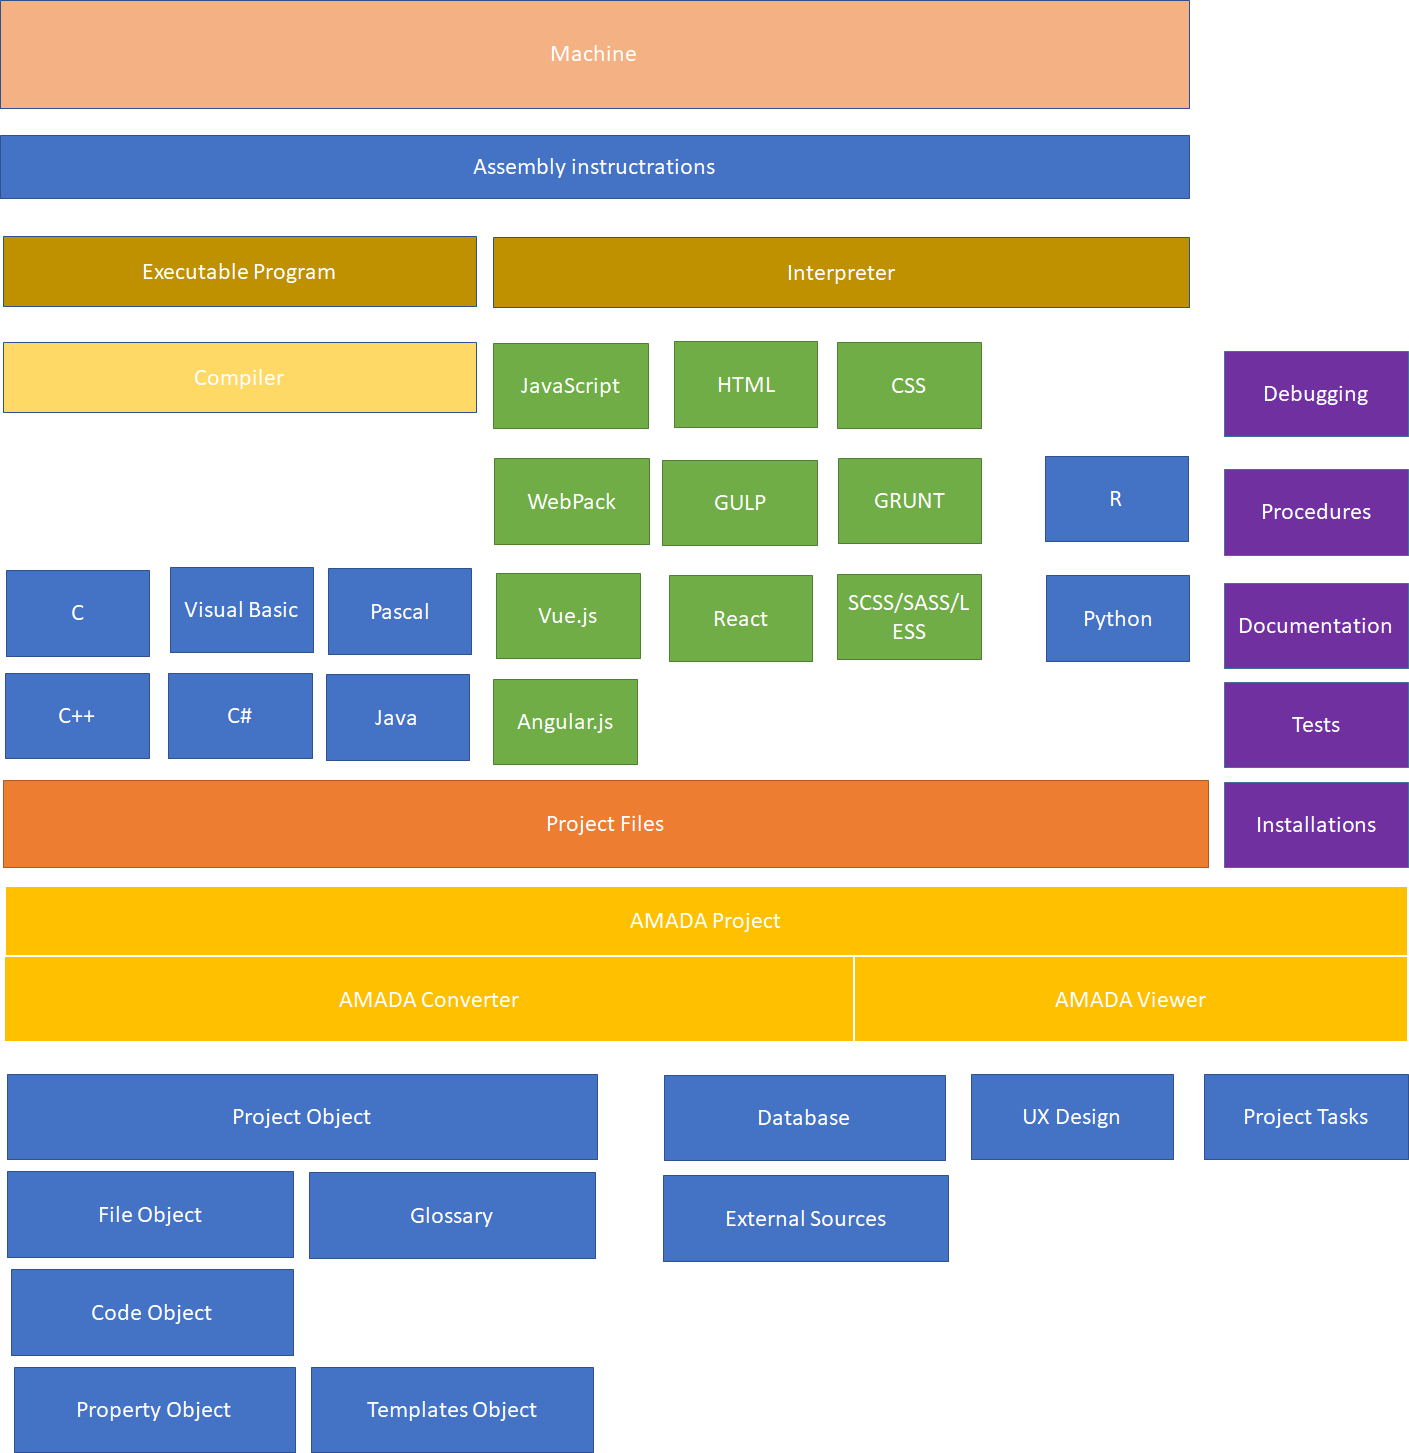 Machine
Assembly instructrations
Executable Program
Interpreter
Compiler
JavaScript
HTML
CSS
Debugging
WebPack
GULP
GRUNT
R
Procedures
C
Visual Basic
Pascal
Vue.js
React
SCSS/SASS/L
ESS
Python
Documentation
C++
C#
Java
Angular.js
Tests
Project Files
Installations
AMADA Project
AMADA Converter
AMADA Viewer
Project Object
Database
UX Design
Project Tasks
File Object
Glossary
External Sources
Code Object
Property Object
Templates Object